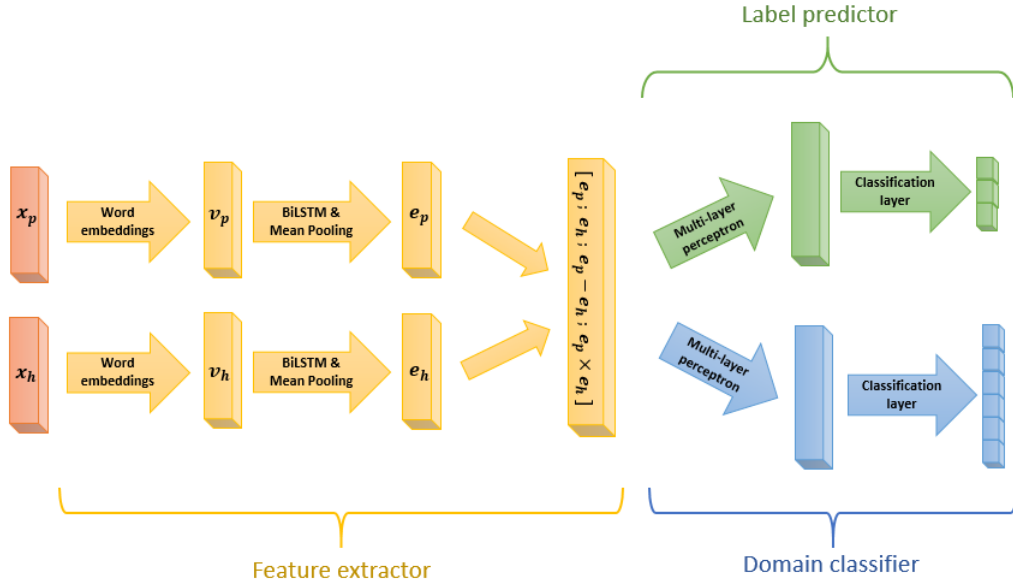 Label predictor
x_p
Word
embeddings
v_p
BiLSTM &
Mean Pooling
e_p
[ e_p ; e_h ; e_p − e_h ; e_p × e_h ]
Multi-layer
perceptron
Classification
layer
x_h
Word
embeddings
v_h
BiLSTM &
Mean Pooling
e_h
Multi-layer
perceptron
Classification
layer
Feature extractor
Domain classifier